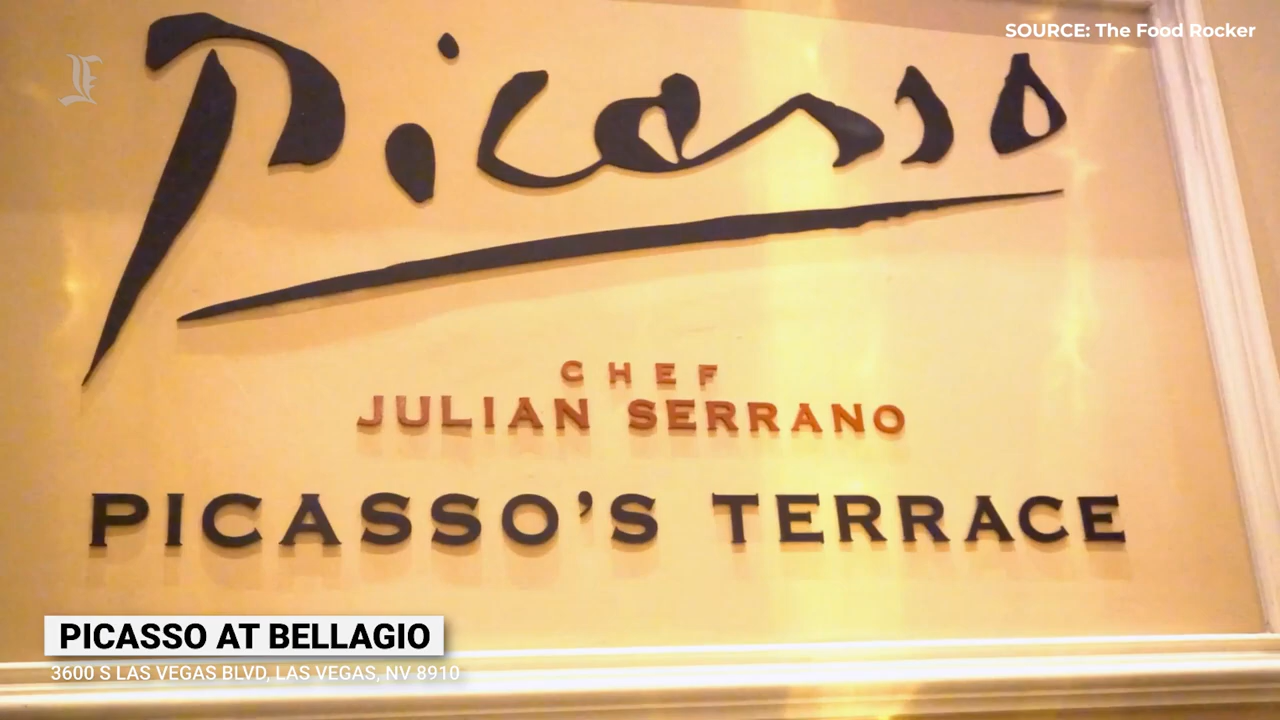 SOURCE: The Food Rocker
Picasso
CHEF
JULIAN SERRANO
PICASSO'S TERRACE
PICASSO AT BELLAGIO
3600 S LAS VEGAS BLVD, LAS VEGAS, NV 8910